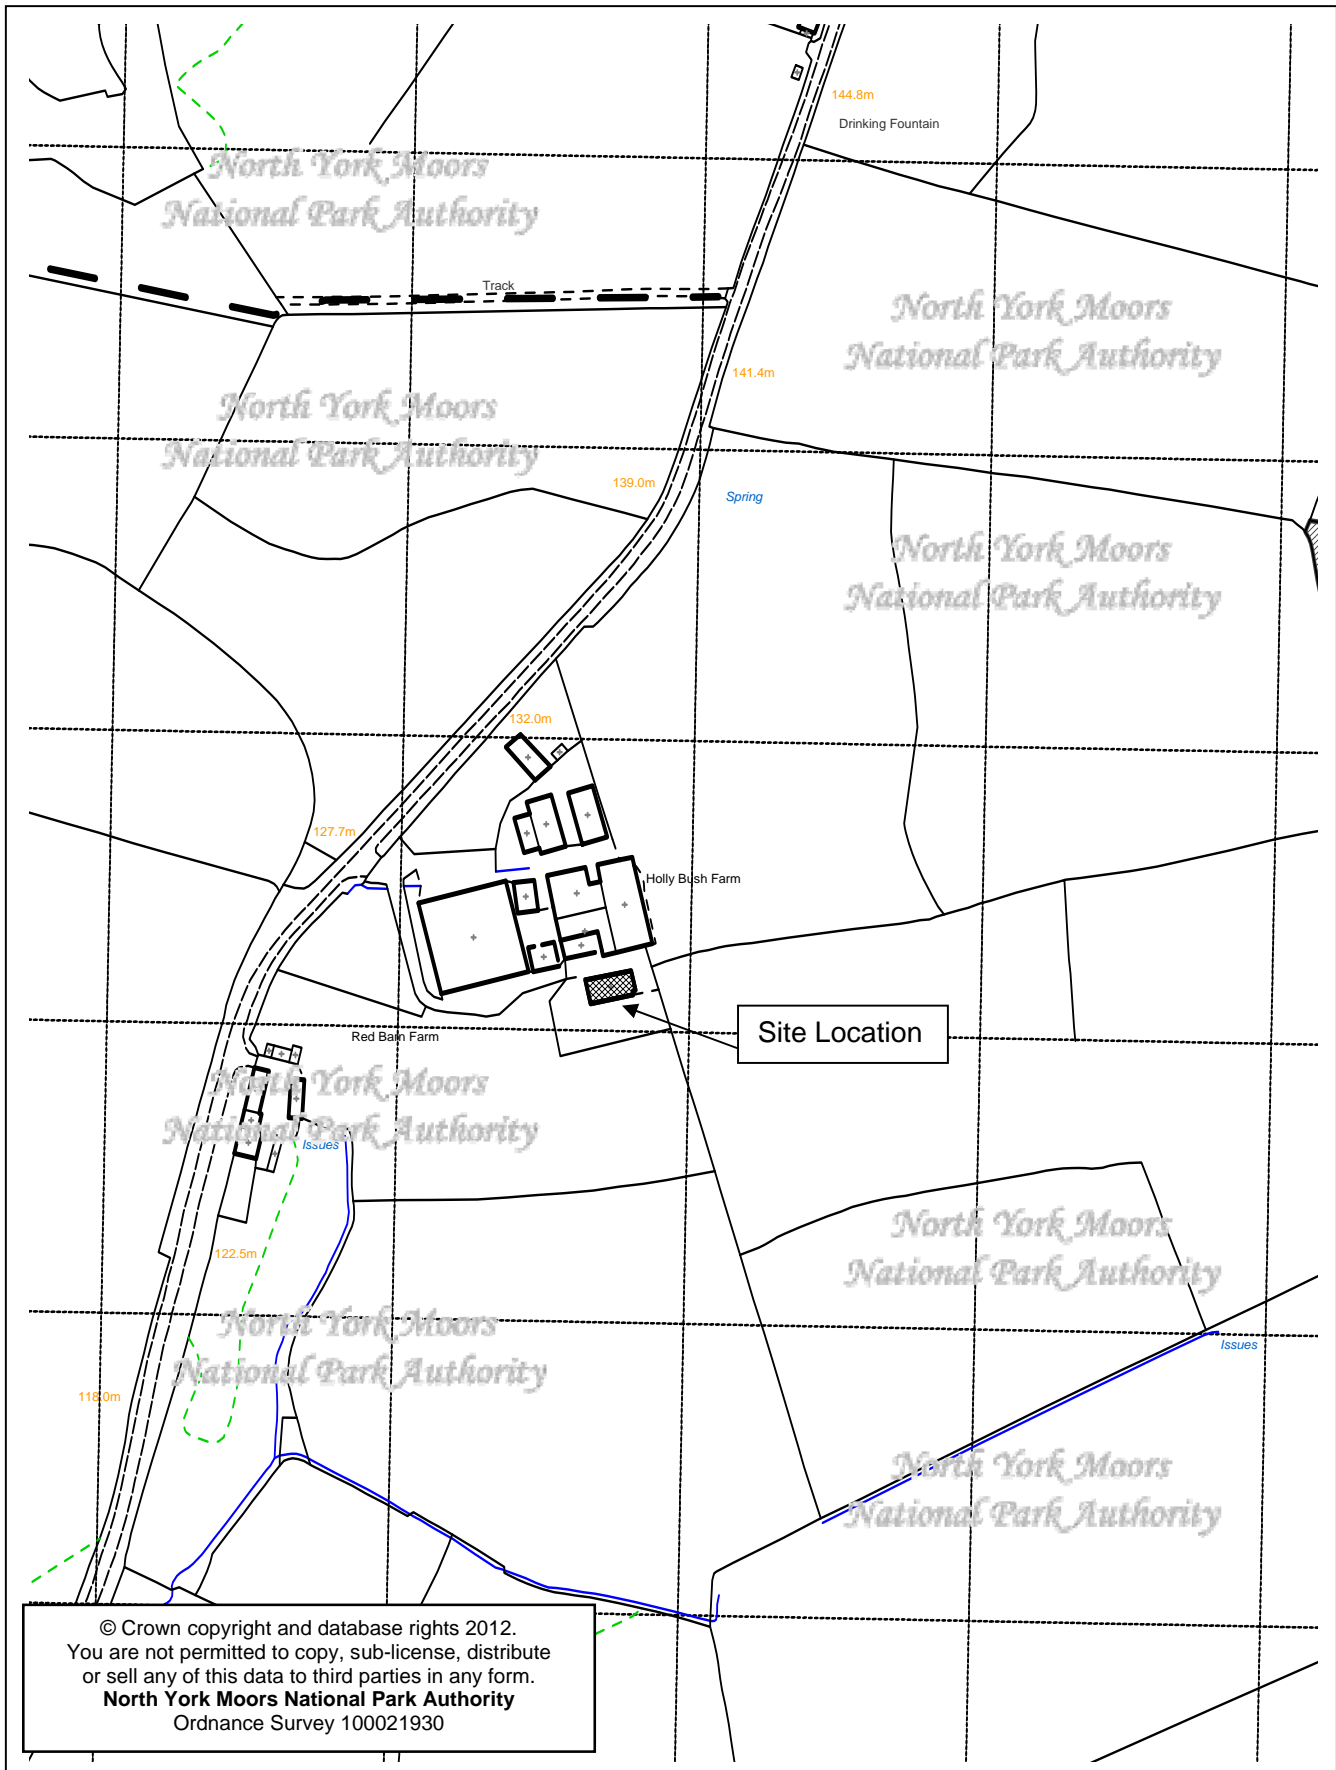 144.8m
Drinking Fountain
North York Moors
National Park Authority
Track
North York Moors
National Park Authority
141.4m
North York Moors
National Park Authority
139.0m
Spring
North York Moors
National Park Authority
132.0m
127.7m
Holly Bush Farm
Site Location
Red Barn Farm
North York Moors
National Park Authority
Issues
North York Moors
National Park Authority
122.5m
North York Moors
National Park Authority
Issues
118.0m
North York Moors
National Park Authority
© Crown copyright and database rights 2012.
You are not permitted to copy, sub-license, distribute
or sell any of this data to third parties in any form.
North York Moors National Park Authority
Ordnance Survey 100021930